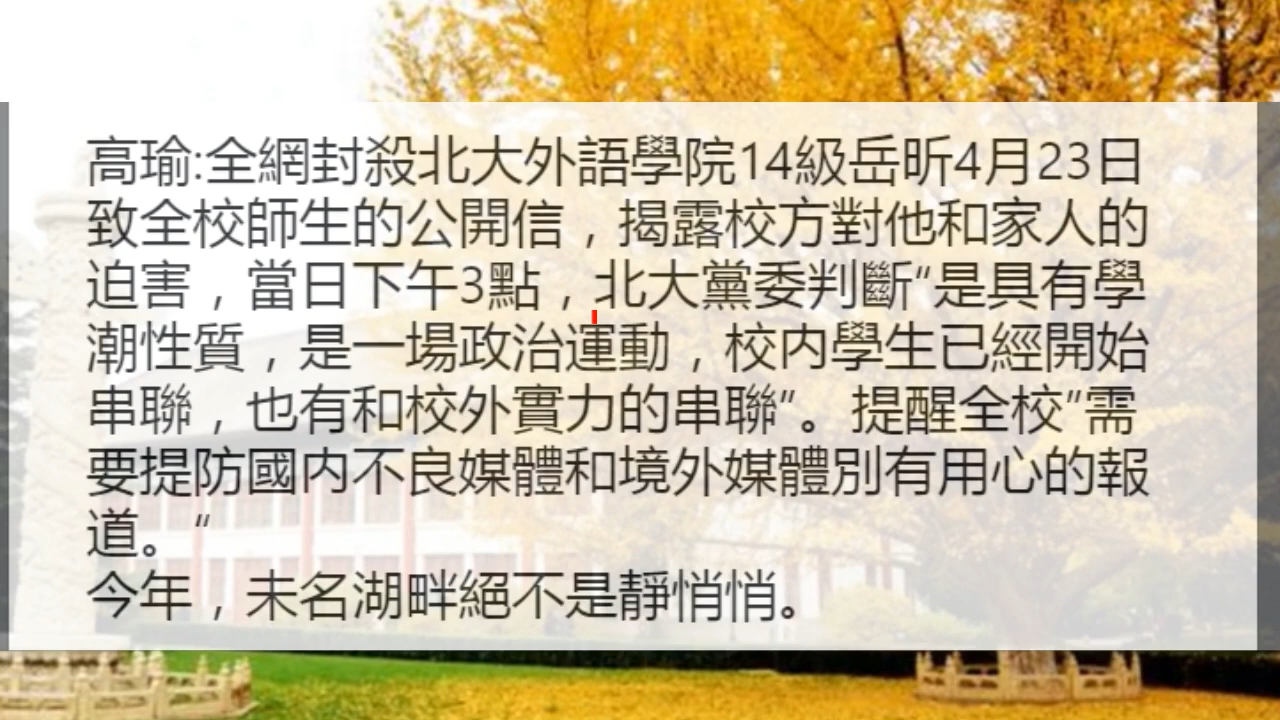 高瑜:全網封殺北大外語學院14級岳昕4月23日
致全校師生的公開信，揭露校方對他和家人的
迫害，當日下午3點，北大黨委判斷“是具有學
潮性質，是一場政治運動，校内學生已經開始
串聯，也有和校外實力的串聯”。提醒全校”需
要提防國内不良媒體和境外媒體別有用心的報
道。“
今年，未名湖畔絕不是靜悄悄。